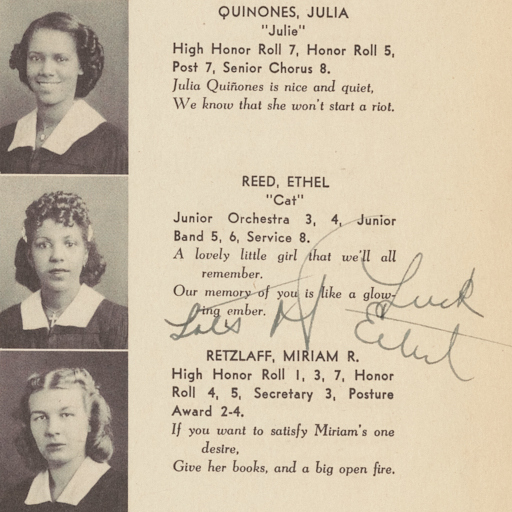 QUINONES, JULIA
"Julie"
High Honor Roll 7, Honor Roll 5,
Post 7, Senior Chorus 8.
Julia Quiñones is nice and quiet,
We know that she won't start a riot.
REED, ETHEL
"Cat"
Junior Orchestra 3, 4, Junior
Band 5, 6, Service 8.
A lovely little girl that we'll all
remember.
Our memory of you is like a glow-
ing ember.
Lots of Luck
Ethel
RETZLAFF, MIRIAM R.
High Honor Roll 1, 3, 7, Honor
Roll 4, 5, Secretary 3, Posture
Award 2-4.
If you want to satisfy Miriam's one
desire,
Give her books, and a big open fire.